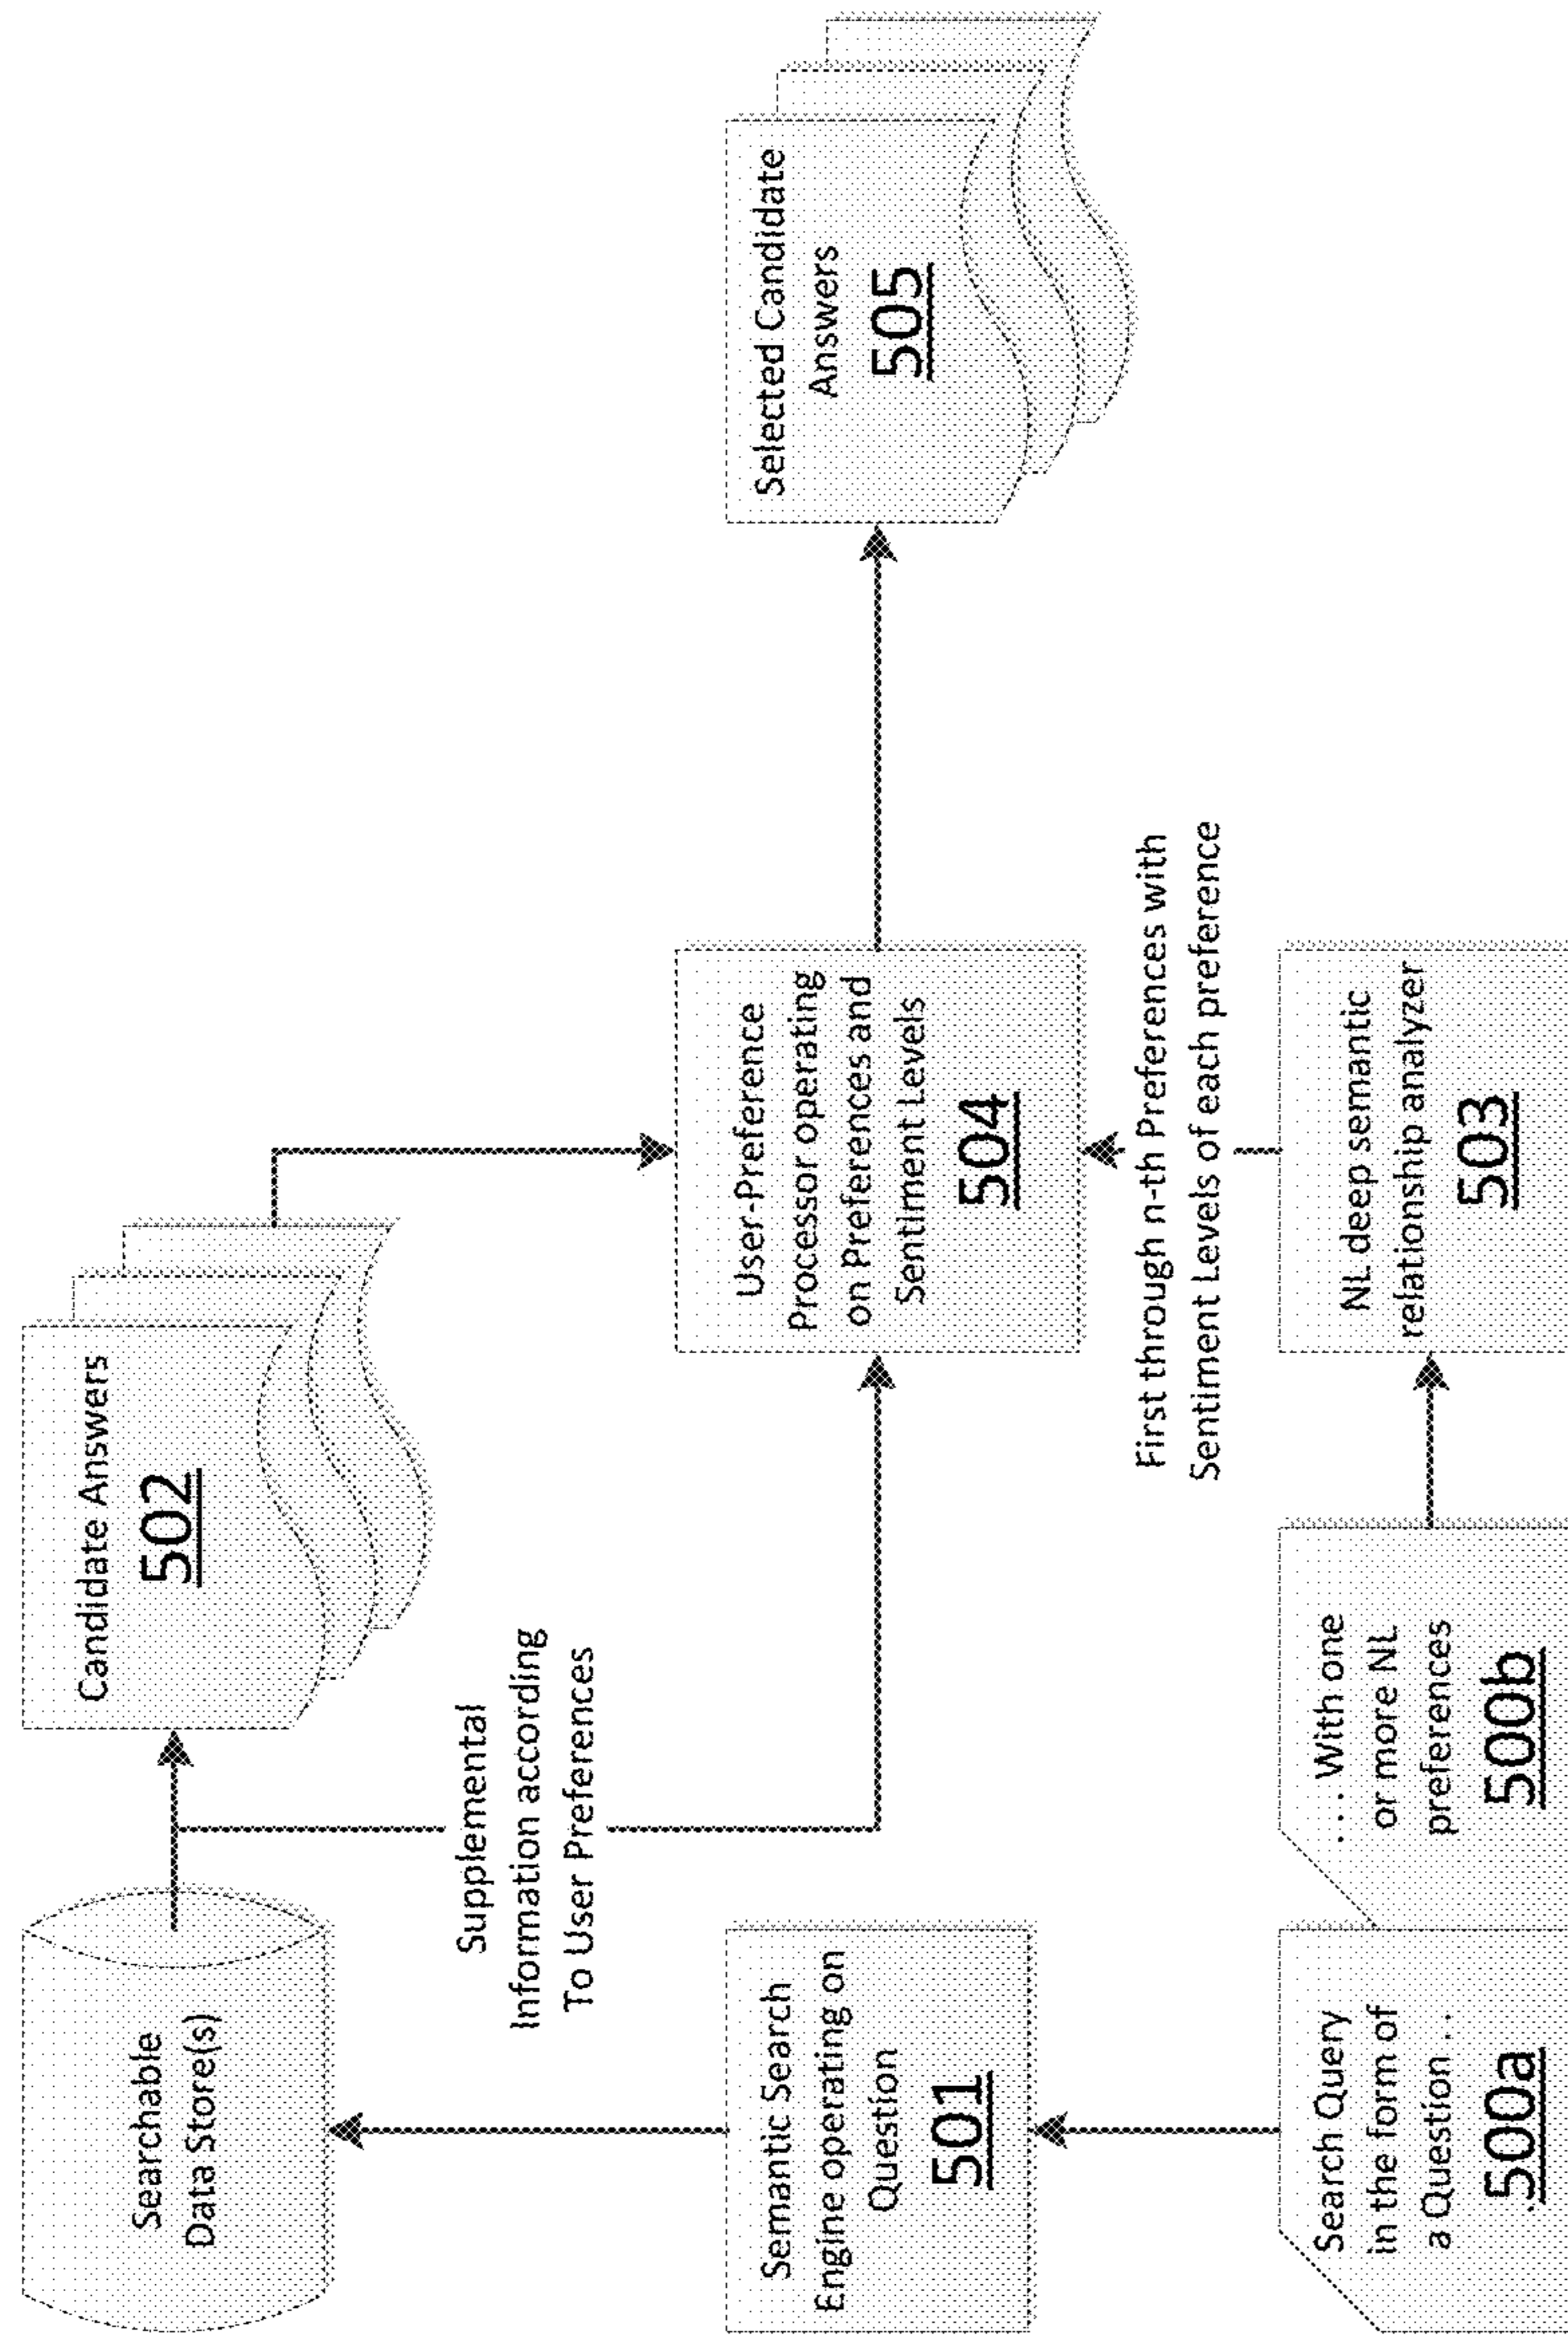 Searchable
Data Store(s)
Candidate Answers
502
Supplemental
Information according
To User Preferences
Semantic Search
Engine operating on
Question
501
User-Preference
Processor operating
on Preferences and
Sentiment Levels
504
Selected Candidate
Answers
505
First through n-th Preferences with
Sentiment Levels of each preference
Search Query
in the form of
a Question . .
500a
. . . With one
or more NL
preferences
500b
NL deep semantic
relationship analyzer
503